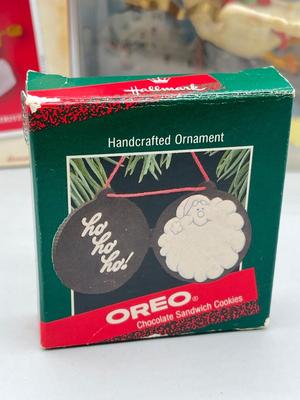 Hallmark
Handcrafted Ornament
ho
ho
ho!
OREO®
Chocolate Sandwich Cookies